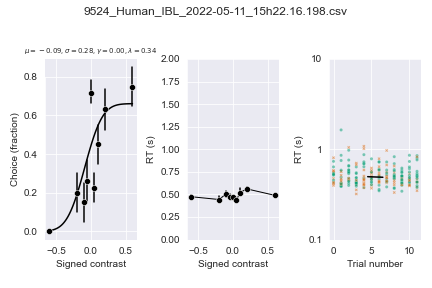 9524_Human_IBL_2022-05-11_15h22.16.198.csv
μ = −0.09, σ = 0.28, γ = 0.00, λ = 0.34
Choice (fraction)
0.8
0.6
0.4
0.2
0.0
−0.5 0.0 0.5
Signed contrast
RT (s)
2.00
1.75
1.50
1.25
1.00
0.75
0.50
0.25
0.00
−0.5 0.0 0.5
Signed contrast
RT (s)
10
1
0.1
0 5 10
Trial number